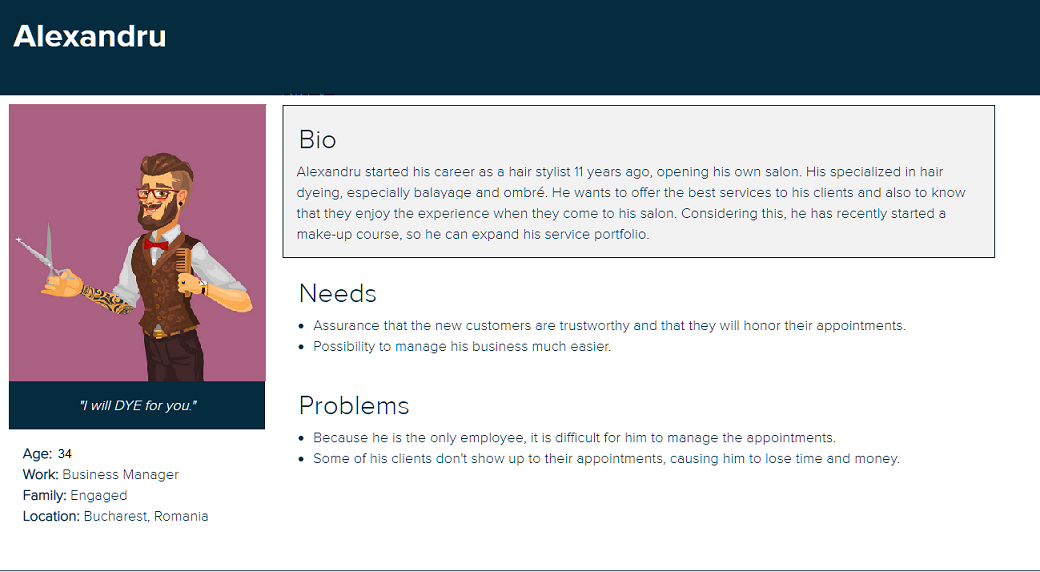 Alexandru
Bio
Alexandru started his career as a hair stylist 11 years ago, opening his own salon. His specialized in hair
dyeing, especially balayage and ombré. He wants to offer the best services to his clients and also to know
that they enjoy the experience when they come to his salon. Considering this, he has recently started a
make-up course, so he can expand his service portfolio.
Needs
• Assurance that the new customers are trustworthy and that they will honor their appointments.
• Possibility to manage his business much easier.
Problems
• Because he is the only employee, it is difficult for him to manage the appointments.
• Some of his clients don't show up to their appointments, causing him to lose time and money.
"I will DYE for you."
Age: 34
Work: Business Manager
Family: Engaged
Location: Bucharest, Romania